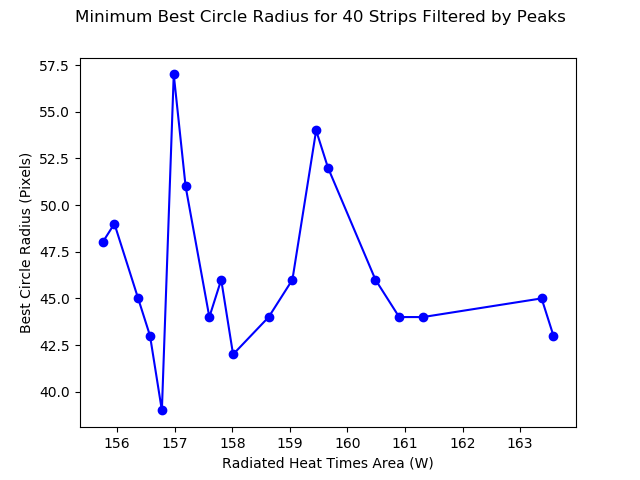 Minimum Best Circle Radius for 40 Strips Filtered by Peaks
57.5
55.0
52.5
50.0
47.5
45.0
42.5
40.0
Best Circle Radius (Pixels)
156 157 158 159 160 161 162 163
Radiated Heat Times Area (W)